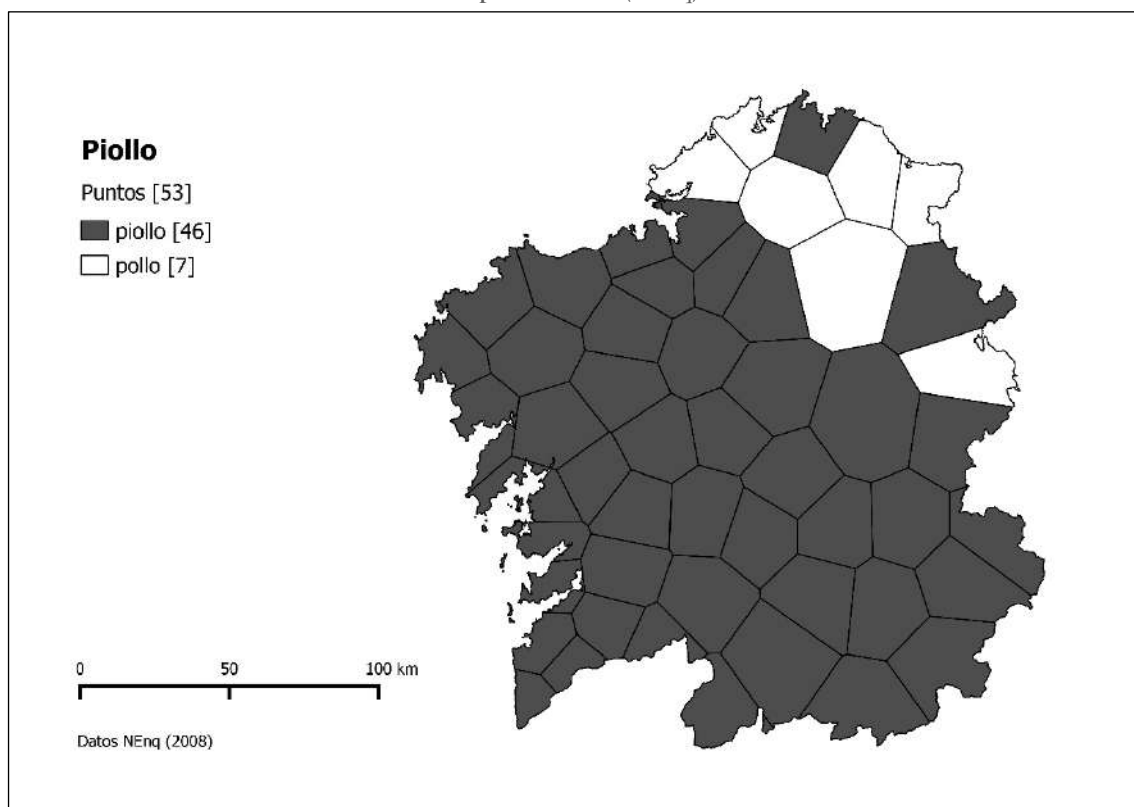 Piollo
Puntos [53]
piollo [46]
pollo [7]
0 50 100 km
Datos NEnq (2008)